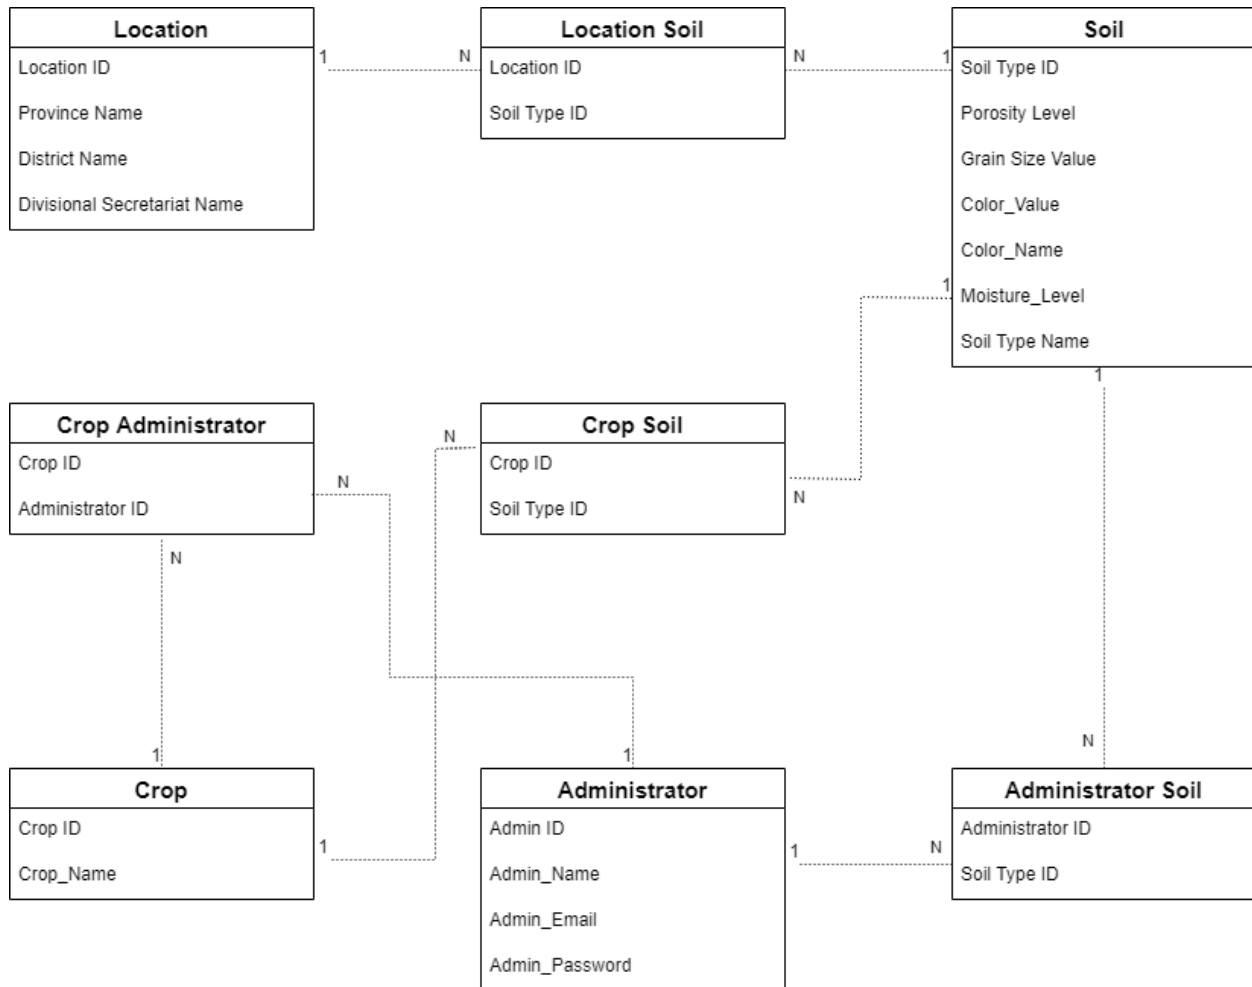 Location
Location ID
Province Name
District Name
Divisional Secretariat Name
1
N
Location Soil
Location ID
Soil Type ID
N
1
Soil
Soil Type ID
Porosity Level
Grain Size Value
Color_Value
Color_Name
Moisture_Level
Soil Type Name
1
1
Crop Administrator
Crop ID
Administrator ID
N
N
N
Crop Soil
Crop ID
Soil Type ID
N
1
Crop
Crop ID
Crop_Name
1
1
Administrator
Admin ID
Admin_Name
Admin_Email
Admin_Password
1
N
N
Administrator Soil
Administrator ID
Soil Type ID